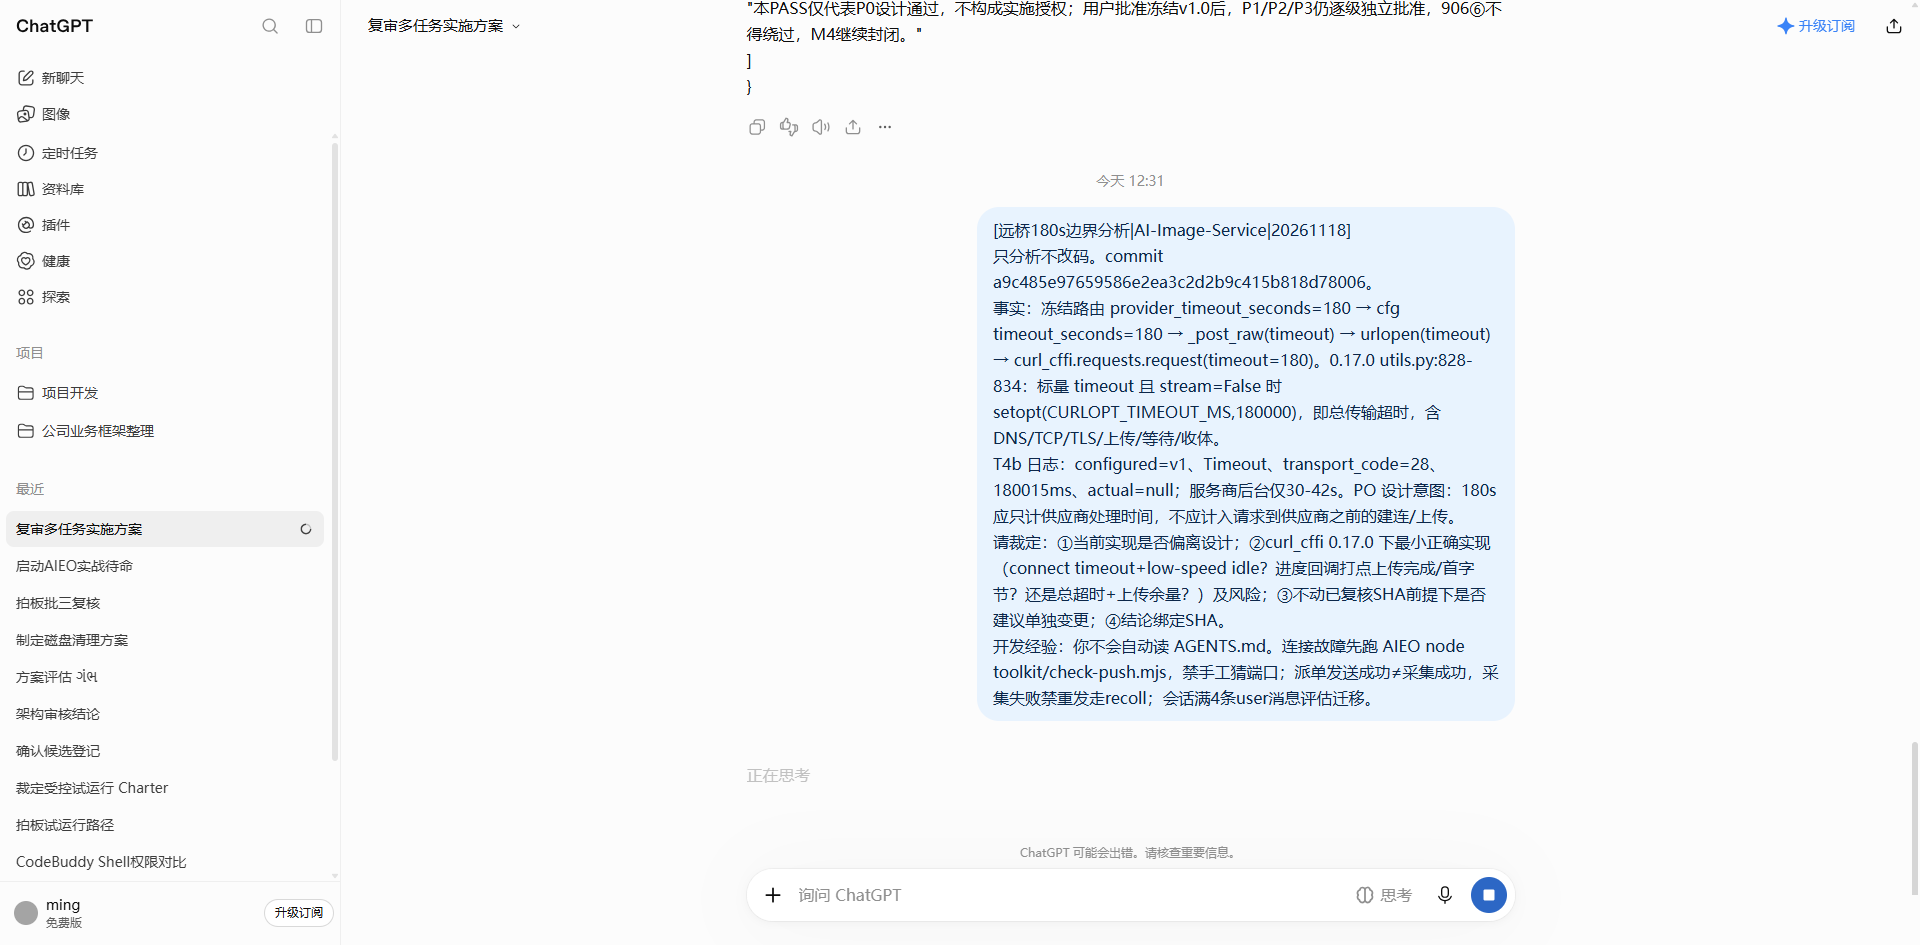 ChatGPT
新聊天
图像
定时任务
资料库
插件
健康
探索
项目
项目开发
公司业务框架整理
最近
复审多任务实施方案
启动AIEO实战待命
拍板批三复核
制定磁盘清理方案
方案评估
架构审核结论
确认候选登记
裁定受控试运行 Charter
拍板试运行路径
CodeBuddy Shell权限对比
ming
免费版
升级订阅
复审多任务实施方案
升级订阅
"本PASS仅代表P0设计通过，不构成实施授权；用户批准冻结v1.0后，P1/P2/P3仍逐级独立批准，906⑥不
得绕过，M4继续封闭。"
]
}
今天 12:31
[远桥180s边界分析|AI-Image-Service|20261118]
只分析不改码。commit
a9c485e97659586e2ea3c2d2b9c415b818d78006。
事实：冻结路由 provider_timeout_seconds=180 → cfg
timeout_seconds=180 → _post_raw(timeout) → urlopen(timeout)
→ curl_cffi.requests.request(timeout=180)。0.17.0 utils.py:828-
834：标量 timeout 且 stream=False 时
setopt(CURLOPT_TIMEOUT_MS,180000)，即总传输超时，含
DNS/TCP/TLS/上传/等待/收体。
T4b 日志：configured=v1、Timeout、transport_code=28、
180015ms、actual=null；服务商后台仅30-42s。PO 设计意图：180s
应只计供应商处理时间，不应计入请求到供应商之前的建连/上传。
请裁定：①当前实现是否偏离设计；②curl_cffi 0.17.0 下最小正确实现
（connect timeout+low-speed idle？进度回调打点上传完成/首字
节？还是总超时+上传余量？）及风险；③不动已复核SHA前提下是否
建议单独变更；④结论绑定SHA。
开发经验：你不会自动读 AGENTS.md。连接故障先跑 AIEO node
toolkit/check-push.mjs，禁手工猜端口；派单发送成功≠采集成功，采
集失败禁重发走recoll；会话满4条user消息评估迁移。
正在思考
ChatGPT 可能会出错。请核查重要信息。
询问 ChatGPT
思考